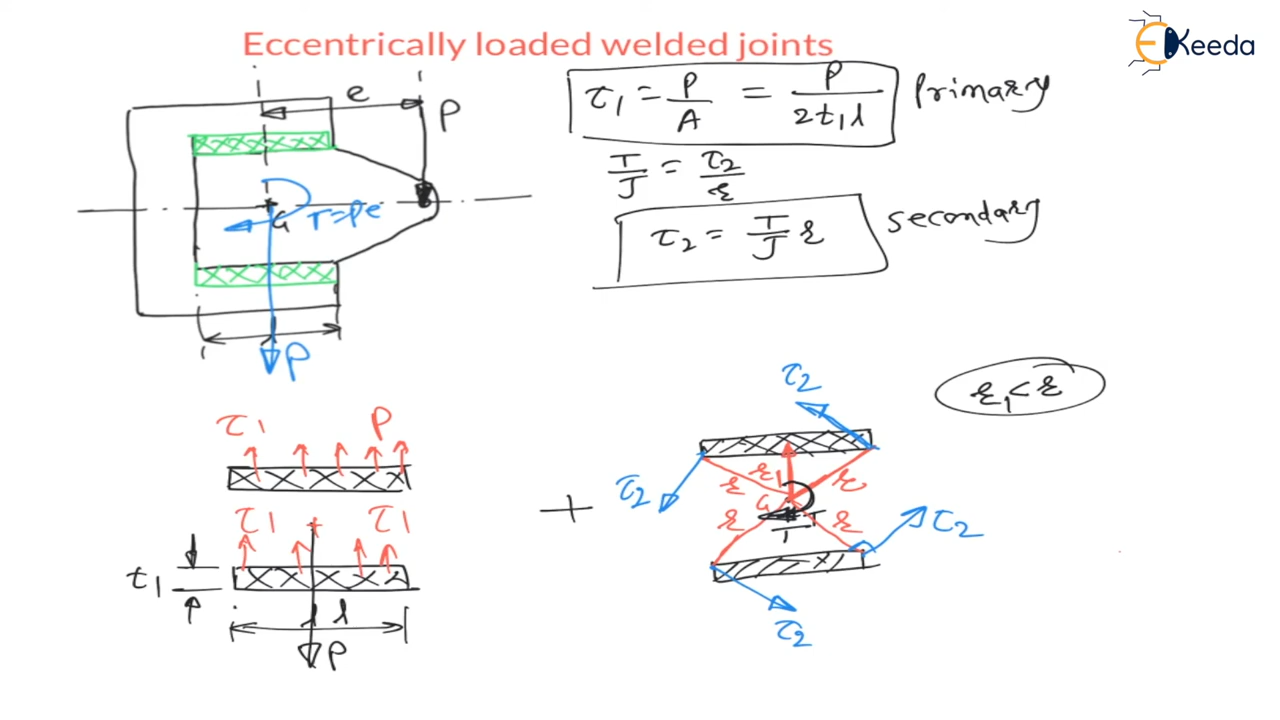 Eccentrically loaded welded joints
Keeda
e
P
G
T=Pe
l
P
τ1 = P/A = P/2t1l primary
T/J = τ2/r
τ2 = T/J r secondary
r1 < r
τ1 P
τ1 τ1
t1
l
P
+
τ2
τ2
r r1 r
G
r r
T
τ2
τ2